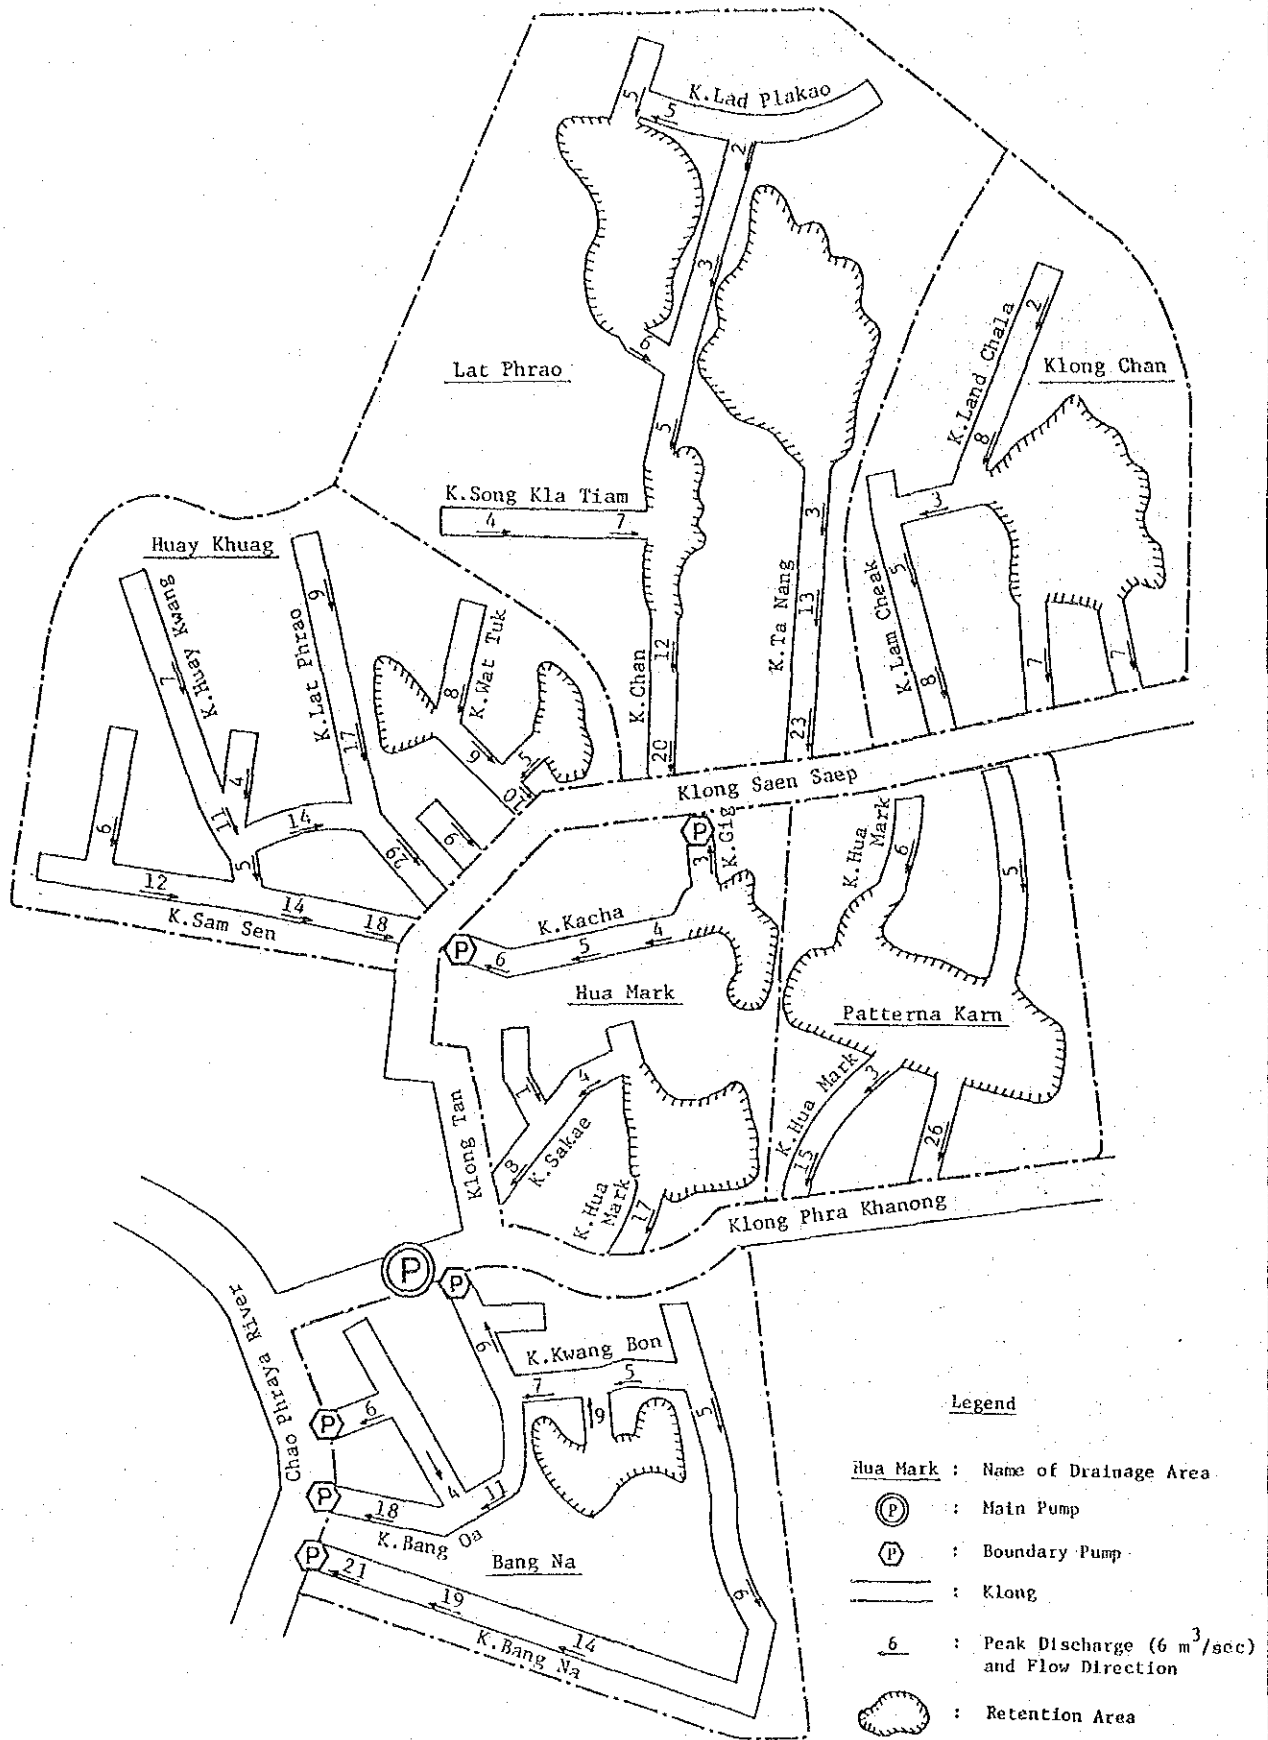 K.Lad Plakao
5
5
2
3
6
5
Lat Phrao
K.Land Chala
2
8
Klong Chan
3
K.Song Kla Tiam
4
7
3
13
K.Ta Nang
23
K.Chan
12
20
K.Lam Cheak
5
8
7
7
Huay Khuag
7
K.Huay Kwang
9
K.Lat Phrao
17
8
K.Wat Tuk
9
5
10
4
11
14
29
6
6
5
12
14
18
K.Sam Sen
Klong Saen Saep
P
K.Gig
3
K.Hua
Mark
6
5
K.Kacha
4
5
6
P
Hua Mark
Patterna Karn
1
4
8
K.Sakae
K.Hua
Mark
17
K.Hua Mark
3
15
26
Klong Tan
Klong Phra Khanong
P
P
Chao Phraya River
9
K.Kwang Bon
5
7
9
5
P
6
4
11
P
18
K.Bang Oa
Bang Na
P
21
19
14
9
K.Bang Na
Legend
Hua Mark : Name of Drainage Area
P : Main Pump
P : Boundary Pump
: Klong
6 : Peak Discharge (6 m³/sec)
and Flow Direction
: Retention Area